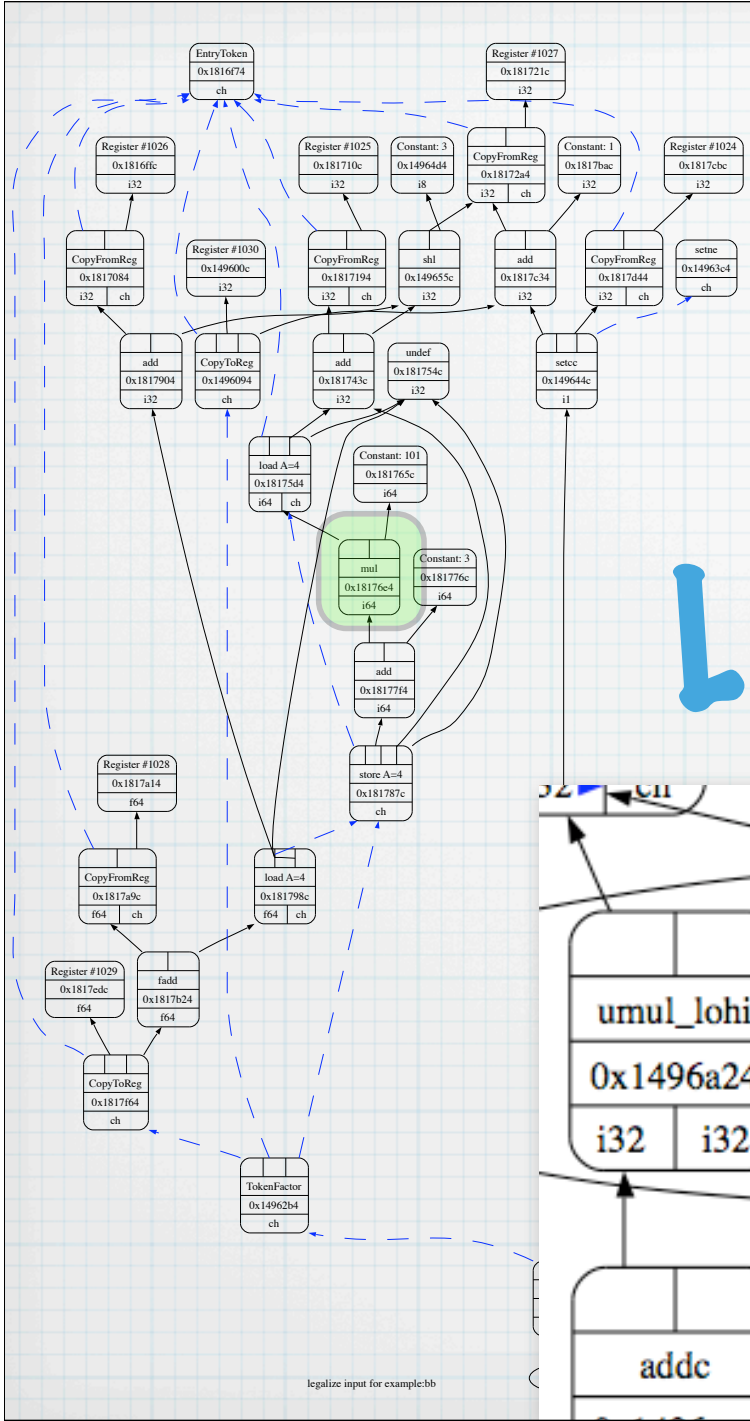 EntryToken
0x1816f74
ch
Register #1027
0x181721c
i32
Register #1026
0x1816ffc
i32
Register #1025
0x181710c
i32
Constant: 3
0x14964d4
i8
CopyFromReg
0x18172a4
i32 ch
Constant: 1
0x1817bac
i32
Register #1024
0x1817cbc
i32
CopyFromReg
0x1817084
i32 ch
Register #1030
0x149600c
i32
CopyFromReg
0x1817194
i32 ch
shl
0x149655c
i32
add
0x1817c34
i32
CopyFromReg
0x1817d44
i32 ch
setne
0x14963c4
ch
add
0x1817904
i32
CopyToReg
0x1496094
ch
add
0x181743c
i32
undef
0x181754c
i32
setcc
0x149644c
i1
load A=4
0x18175d4
i64 ch
Constant: 101
0x181765c
i64
mul
0x18176e4
i64
Constant: 3
0x181776c
i64
add
0x18177f4
i64
store A=4
0x181787c
ch
Register #1028
0x1817a14
f64
CopyFromReg
0x1817a9c
f64 ch
load A=4
0x181798c
f64 ch
Register #1029
0x1817edc
f64
fadd
0x1817b24
f64
CopyToReg
0x1817f64
ch
TokenFactor
0x14962b4
ch
legalize input for example:bb
L
ch
umul_lohi
0x1496a24
i32 i32
addc